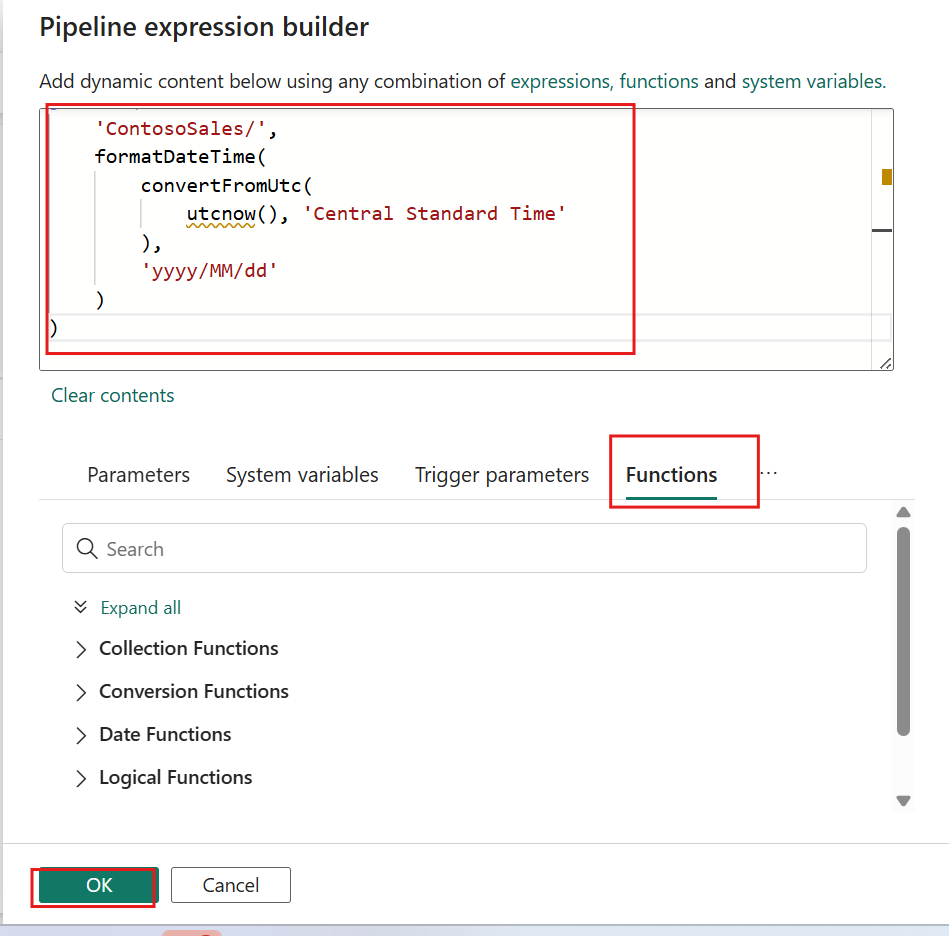 Pipeline expression builder
Add dynamic content below using any combination of expressions, functions and system variables.
'ContosoSales/',
formatDateTime(
convertFromUtc(
utcnow(), 'Central Standard Time'
),
'yyyy/MM/dd'
)
)
Clear contents
Parameters System variables Trigger parameters Functions ...
Search
Expand all
Collection Functions
Conversion Functions
Date Functions
Logical Functions
OK Cancel